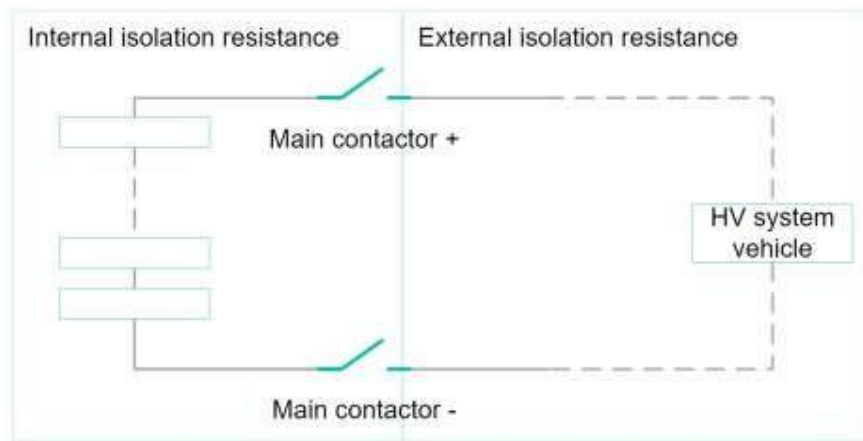 Internal isolation resistance
External isolation resistance
Main contactor +
HV system
vehicle
Main contactor -